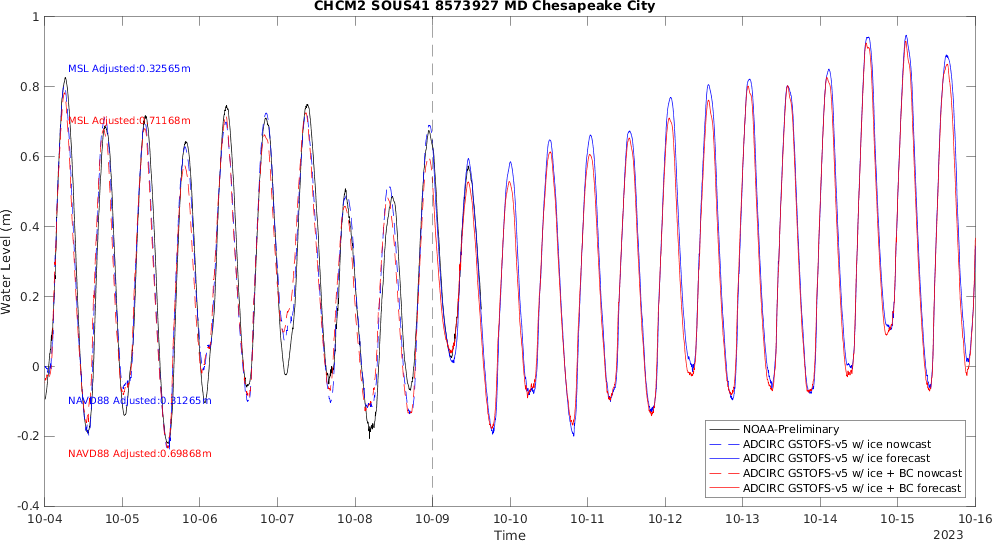 CHCM2 SOUS41 8573927 MD Chesapeake City
1
0.8
0.6
0.4
0.2
0
-0.2
-0.4
Water Level (m)
MSL Adjusted:0.32565m
MSL Adjusted:0.71168m
NAVD88 Adjusted:0.31265m
NAVD88 Adjusted:0.69868m
NOAA-Preliminary
ADCIRC GSTOFS-v5 w/ ice nowcast
ADCIRC GSTOFS-v5 w/ ice forecast
ADCIRC GSTOFS-v5 w/ ice + BC nowcast
ADCIRC GSTOFS-v5 w/ ice + BC forecast
10-04 10-05 10-06 10-07 10-08 10-09 10-10 10-11 10-12 10-13 10-14 10-15 10-16
Time
2023